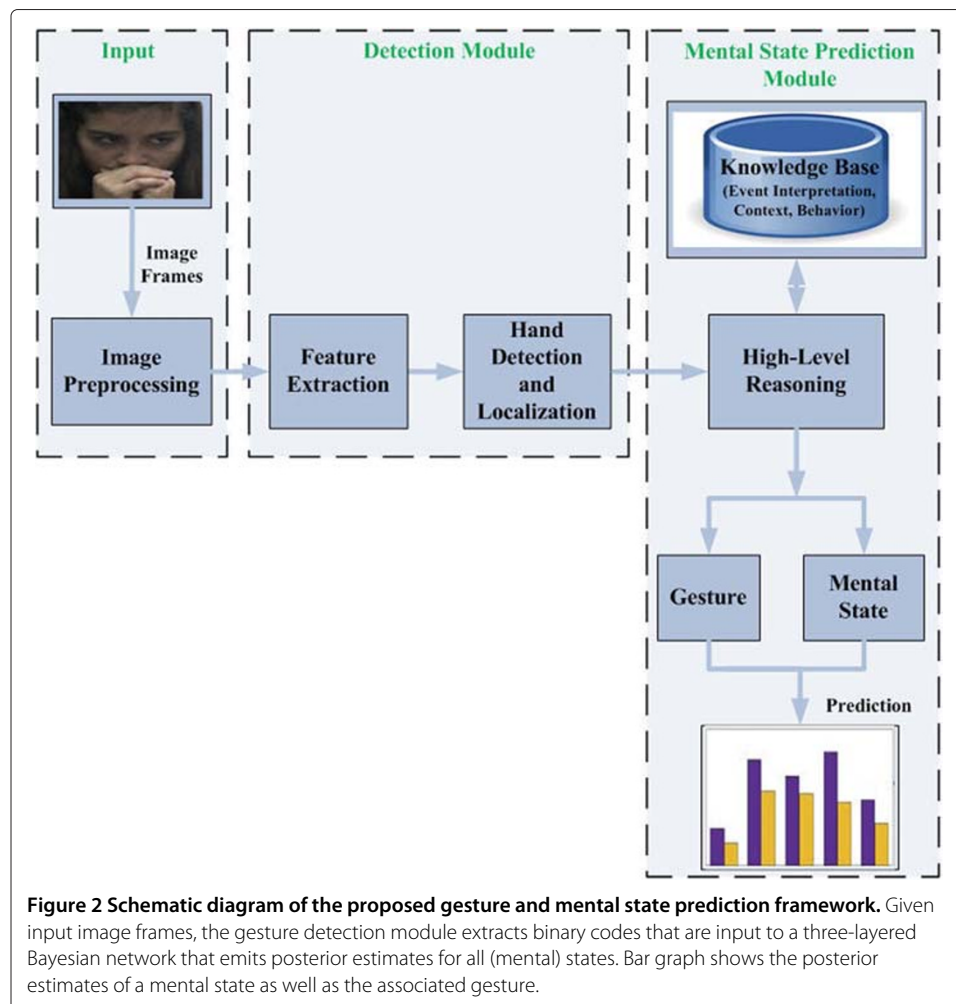 Input
Detection Module
Mental State Prediction
Module
Knowledge Base
(Event Interpretation,
Context, Behavior)
Image
Frames
Image
Preprocessing
Feature
Extraction
Hand
Detection
and
Localization
High-Level
Reasoning
Gesture
Mental
State
Prediction
Figure 2 Schematic diagram of the proposed gesture and mental state prediction framework. Given
input image frames, the gesture detection module extracts binary codes that are input to a three-layered
Bayesian network that emits posterior estimates for all (mental) states. Bar graph shows the posterior
estimates of a mental state as well as the associated gesture.